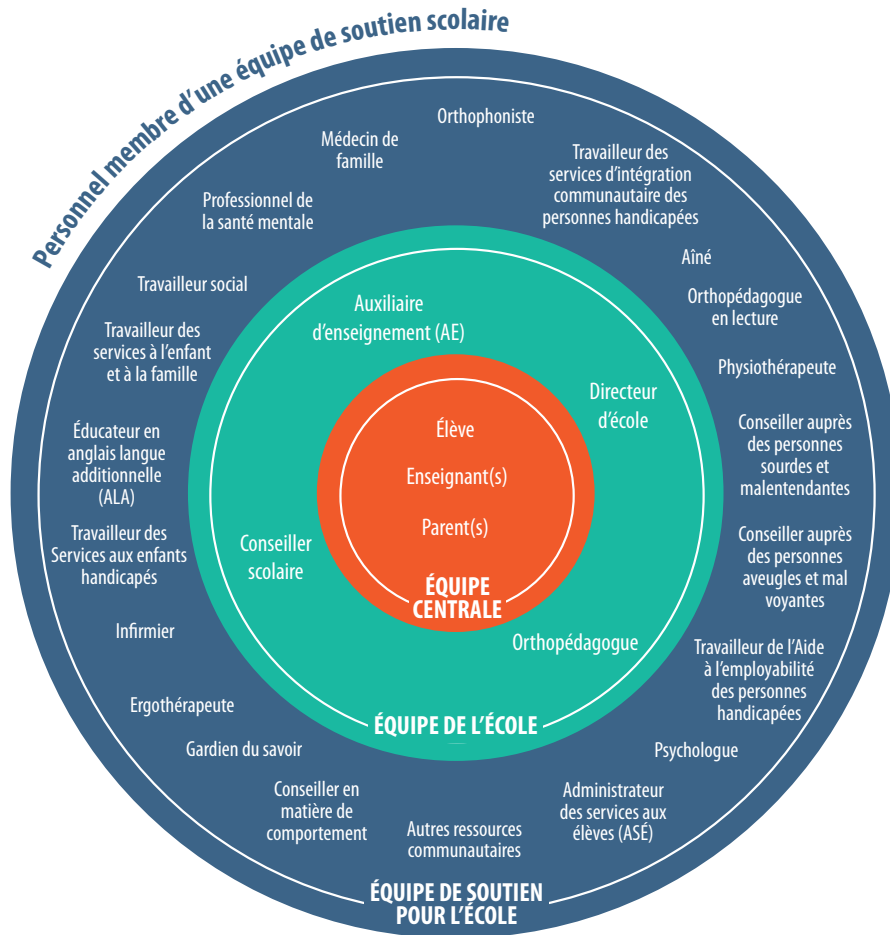 Personnel membre d'une équipe de soutien scolaire
Orthophoniste
Médecin de
famille
Travailleur des
services d'intégration
communautaire des
personnes handicapées
Professionnel de
la santé mentale
Aîné
Travailleur social
Orthopédagogue
en lecture
Travailleur des
services à l'enfant
et à la famille
Physiothérapeute
Éducateur en
anglais langue
additionnelle
(ALA)
Conseiller auprès
des personnes
sourdes et
malentendantes
Travailleur des
Services aux enfants
handicapés
Conseiller auprès
des personnes
aveugles et mal
voyantes
Infirmier
Travailleur de l'Aide
à l'employabilité
des personnes
handicapées
Ergothérapeute
Gardien du savoir
Psychologue
Conseiller en
matière de
comportement
Autres ressources
communautaires
Administrateur
des services aux
élèves (ASÉ)
ÉQUIPE DE SOUTIEN
POUR L'ÉCOLE
Auxiliaire
d'enseignement (AE)
Directeur
d'école
Conseiller
scolaire
Orthopédagogue
ÉQUIPE DE L'ÉCOLE
Élève
Enseignant(s)
Parent(s)
ÉQUIPE
CENTRALE